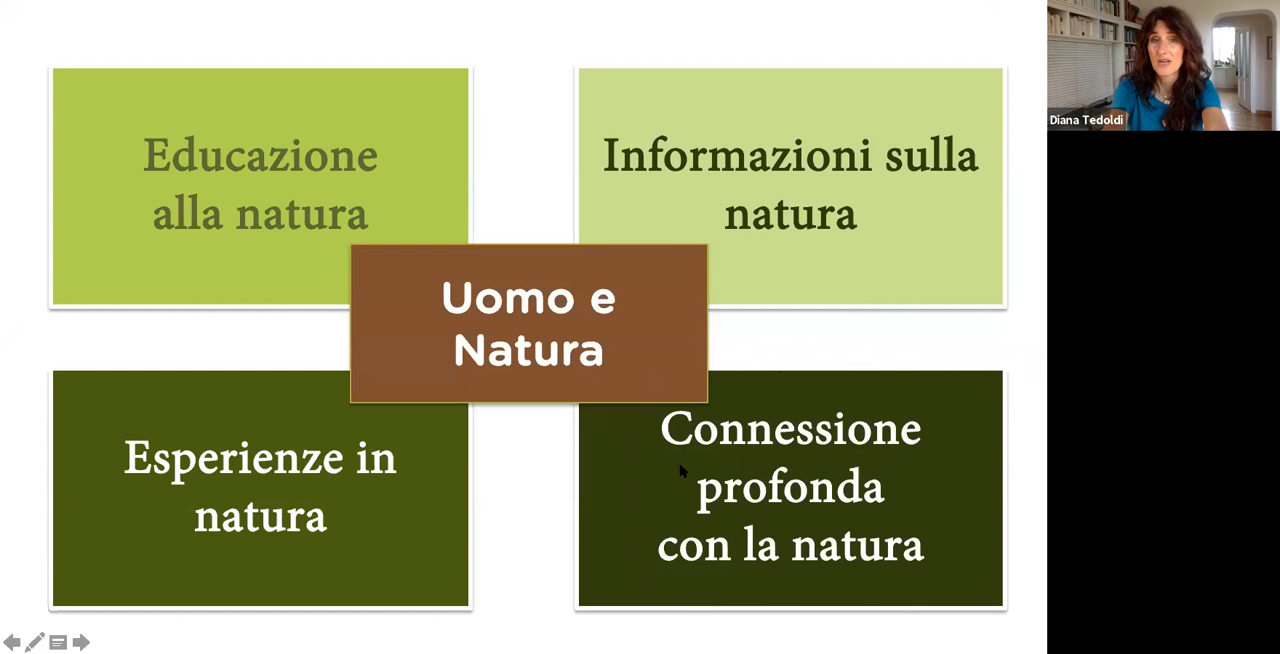 Educazione
alla natura
Informazioni sulla
natura
Uomo e
Natura
Esperienze in
natura
Connessione
profonda
con la natura
Diana Tedoldi